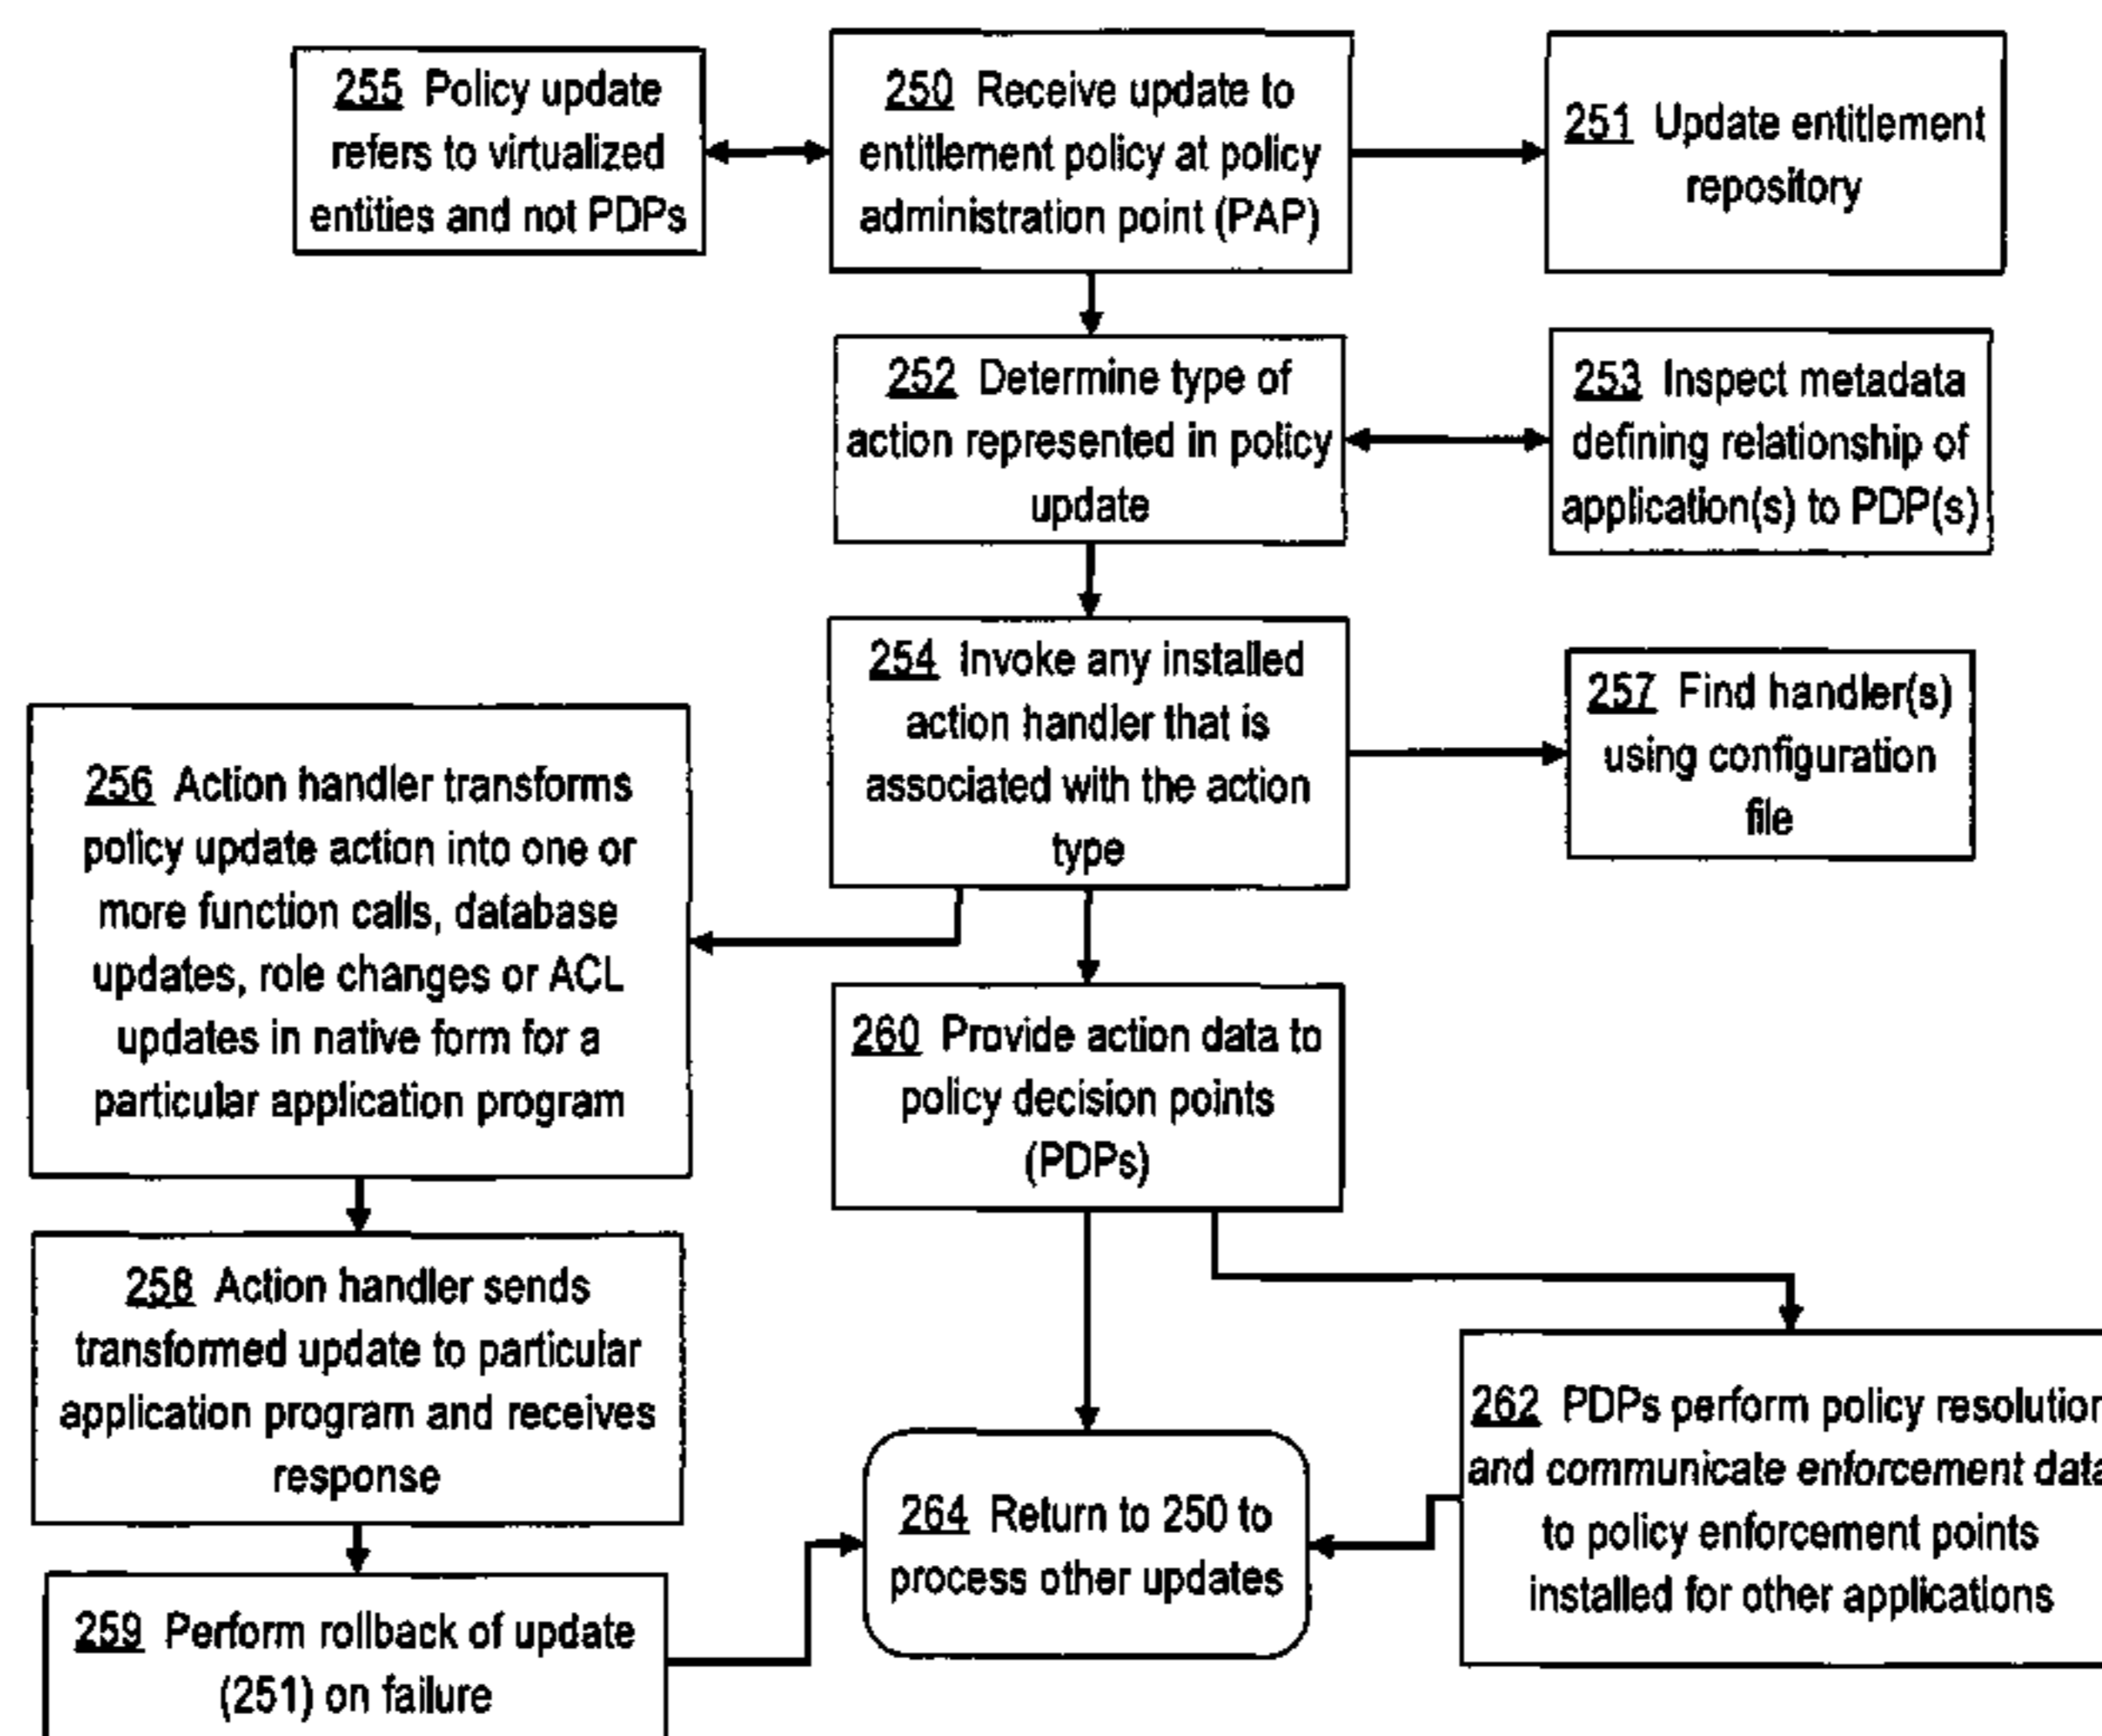 255 Policy update
refers to virtualized
entities and not PDPs
250 Receive update to
entitlement policy at policy
administration point (PAP)
251 Update entitlement
repository
252 Determine type of
action represented in policy
update
253 Inspect metadata
defining relationship of
application(s) to PDP(s)
254 Invoke any installed
action handler that is
associated with the action
type
257 Find handler(s)
using configuration
file
256 Action handler transforms
policy update action into one or
more function calls, database
updates, role changes or ACL
updates in native form for a
particular application program
260 Provide action data to
policy decision points
(PDPs)
258 Action handler sends
transformed update to particular
application program and receives
response
262 PDPs perform policy resolution
and communicate enforcement data
to policy enforcement points
installed for other applications
264 Return to 250 to
process other updates
259 Perform rollback of update
(251) on failure